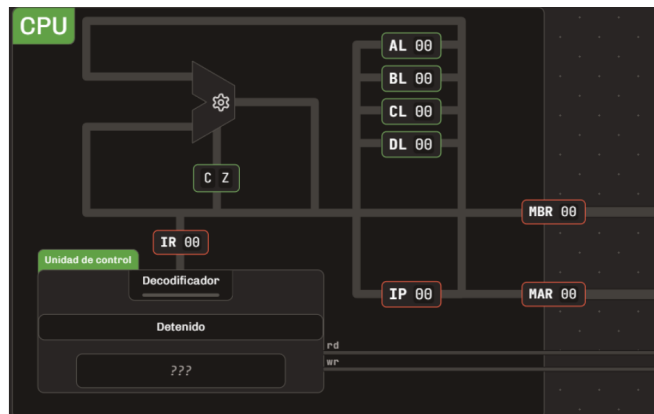 CPU
AL 00
BL 00
CL 00
DL 00
C Z
MBR 00
IR 00
Unidad de control
Decodificador
IP 00
MAR 00
Detenido
rd
wr
???